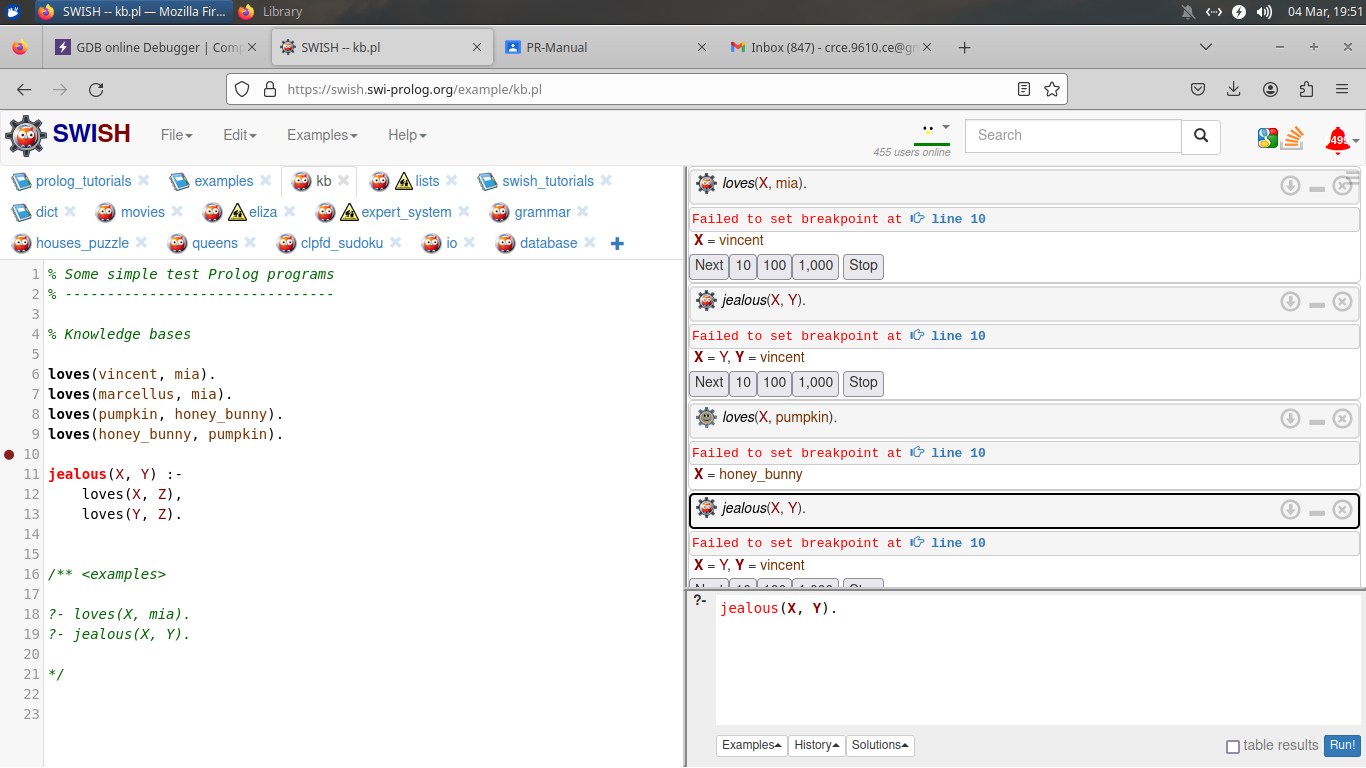 SWISH -- kb.pl — Mozilla Fir...
Library
04 Mar, 19:51
GDB online Debugger | Com
SWISH -- kb.pl
PR-Manual
Inbox (847) - crce.9610.ce@g
https://swish.swi-prolog.org/example/kb.pl
SWISH
File
Edit
Examples
Help
455 users online
Search
prolog_tutorials
examples
kb
lists
swish_tutorials
dict
movies
eliza
expert_system
grammar
houses_puzzle
queens
clpfd_sudoku
io
database
1 % Some simple test Prolog programs
2 % --------------------------------
3
4 % Knowledge bases
5
6 loves(vincent, mia).
7 loves(marcellus, mia).
8 loves(pumpkin, honey_bunny).
9 loves(honey_bunny, pumpkin).
10
11 jealous(X, Y) :-
12     loves(X, Z),
13     loves(Y, Z).
14
15
16 /** <examples>
17
18 ?- loves(X, mia).
19 ?- jealous(X, Y).
20
21 */
22
23
loves(X, mia).
Failed to set breakpoint at line 10
X = vincent
Next 10 100 1,000 Stop
jealous(X, Y).
Failed to set breakpoint at line 10
X = Y, Y = vincent
Next 10 100 1,000 Stop
loves(X, pumpkin).
Failed to set breakpoint at line 10
X = honey_bunny
jealous(X, Y).
Failed to set breakpoint at line 10
X = Y, Y = vincent
Next 10 100 1,000 Stop
?- jealous(X, Y).
Examples History Solutions
table results Run!